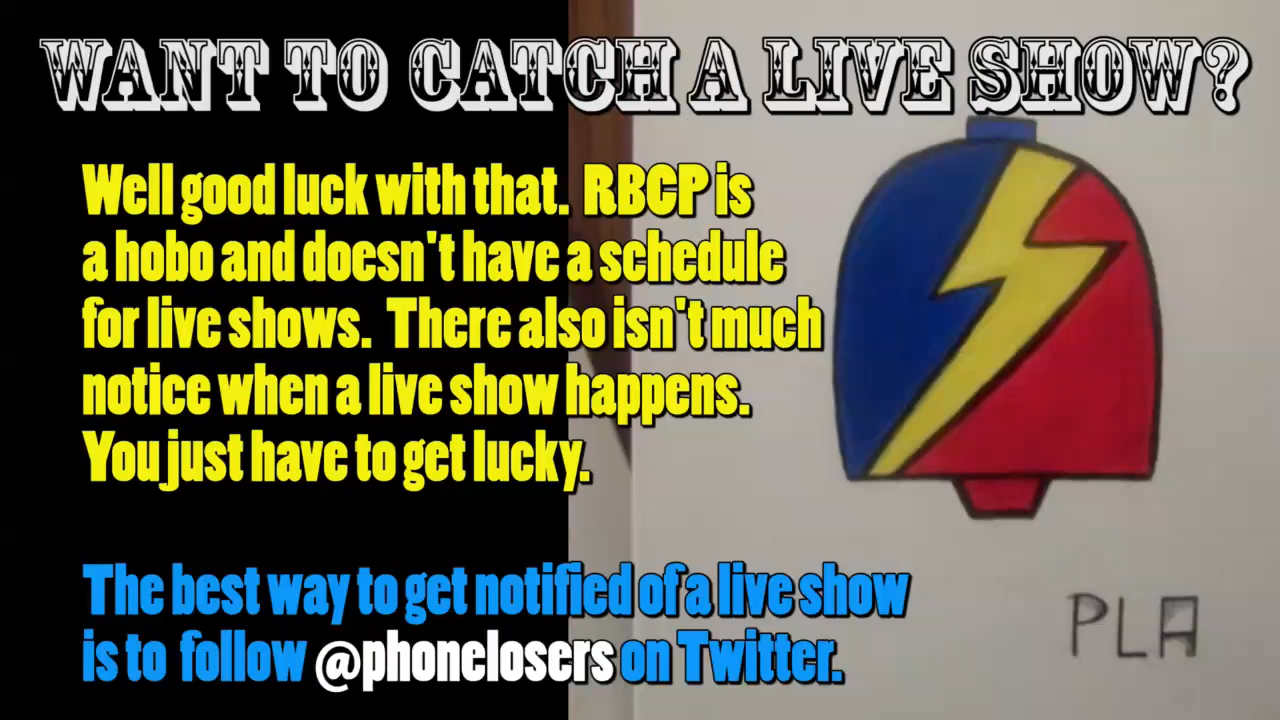 WANT TO CATCH A LIVE SHOW?
Well good luck with that. RBCP is
a hobo and doesn't have a schedule
for live shows. There also isn't much
notice when a live show happens.
You just have to get lucky.
The best way to get notified of a live show
is to follow @phonelosers on Twitter.
PLA